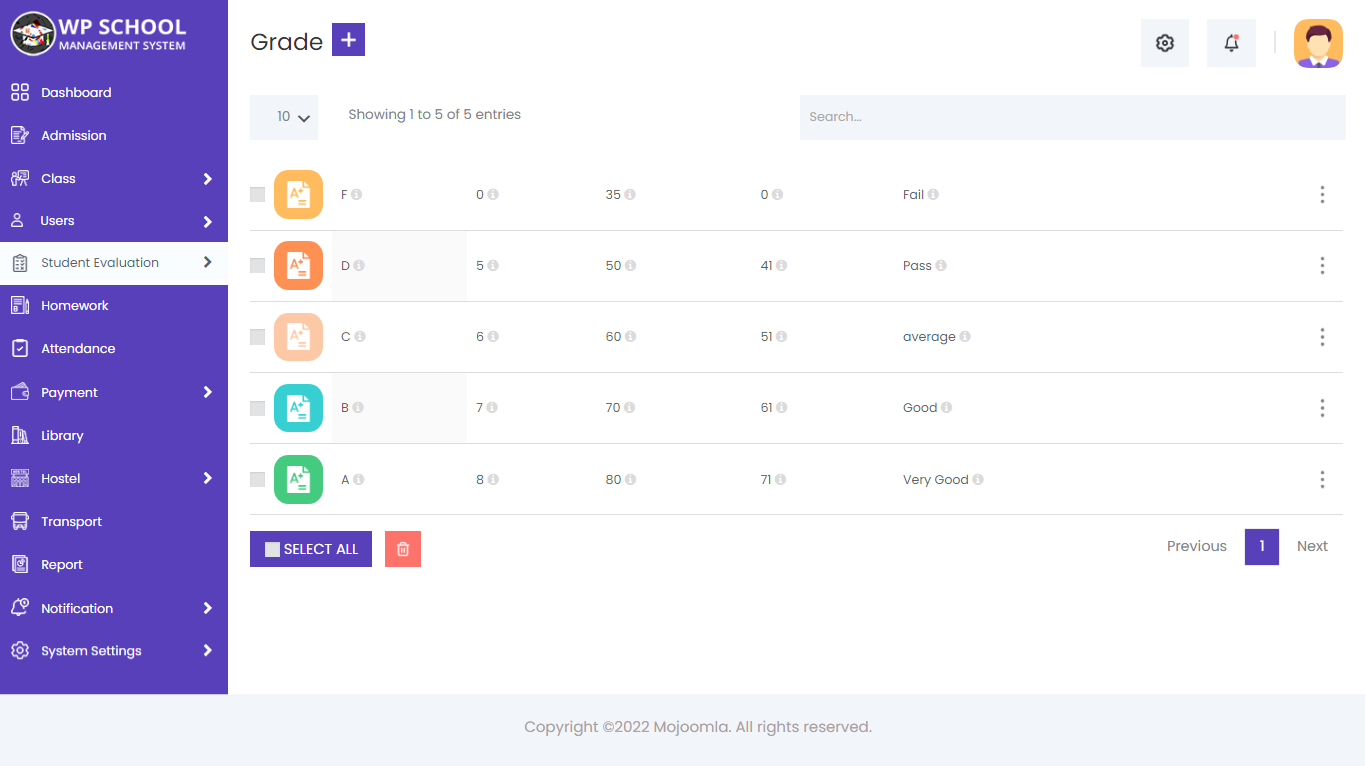 WP SCHOOL
MANAGEMENT SYSTEM
Dashboard
Admission
Class
Users
Student Evaluation
Homework
Attendance
Payment
Library
Hostel
Transport
Report
Notification
System Settings
Grade +
10 Showing 1 to 5 of 5 entries Search...
A+ F 0 35 0 Fail
A+ D 5 50 41 Pass
A+ C 6 60 51 average
A+ B 7 70 61 Good
A+ A 8 80 71 Very Good
SELECT ALL Previous 1 Next
Copyright ©2022 Mojoomla. All rights reserved.